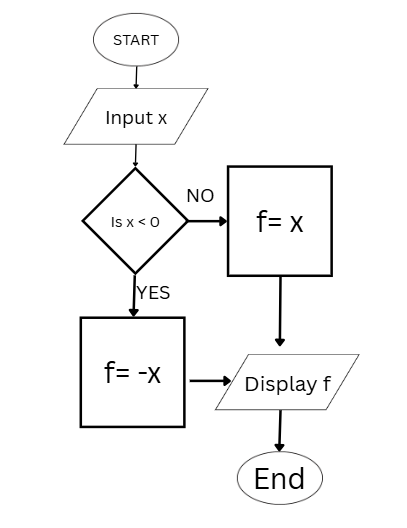 START
Input x
Is x < 0
NO
f= x
YES
f= -x
Display f
End